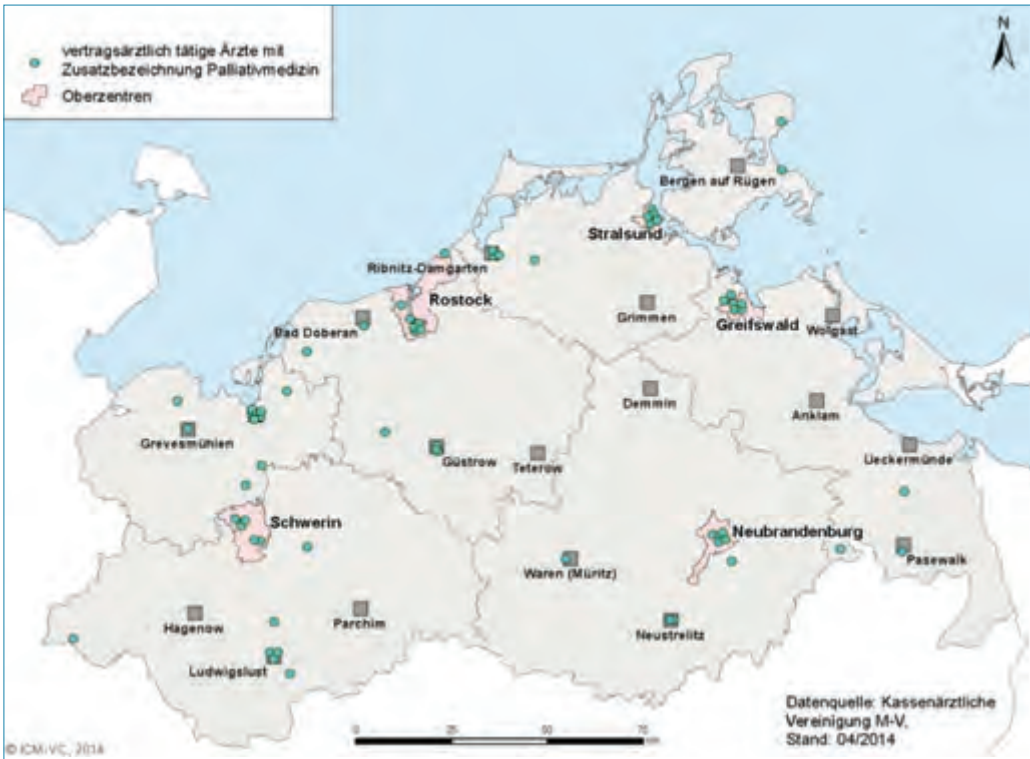 vertragsärztlich tätige Ärzte mit
Zusatzbezeichnung Palliativmedizin
Oberzentren
N
Bergen auf Rügen
Stralsund
Ribnitz-Damgarten
Rostock
Bad Doberan
Grimmen
Greifswald
Wolgast
Demmin
Anklam
Grevesmühlen
Güstrow
Teterow
Ueckermünde
Schwerin
Neubrandenburg
Waren (Müritz)
Pasewalk
Hagenow
Parchim
Neustrelitz
Ludwigslust
Datenquelle: Kassenärztliche
Vereinigung M-V.
Stand: 04/2014
0 25 50 75
© ICM-VC, 2014